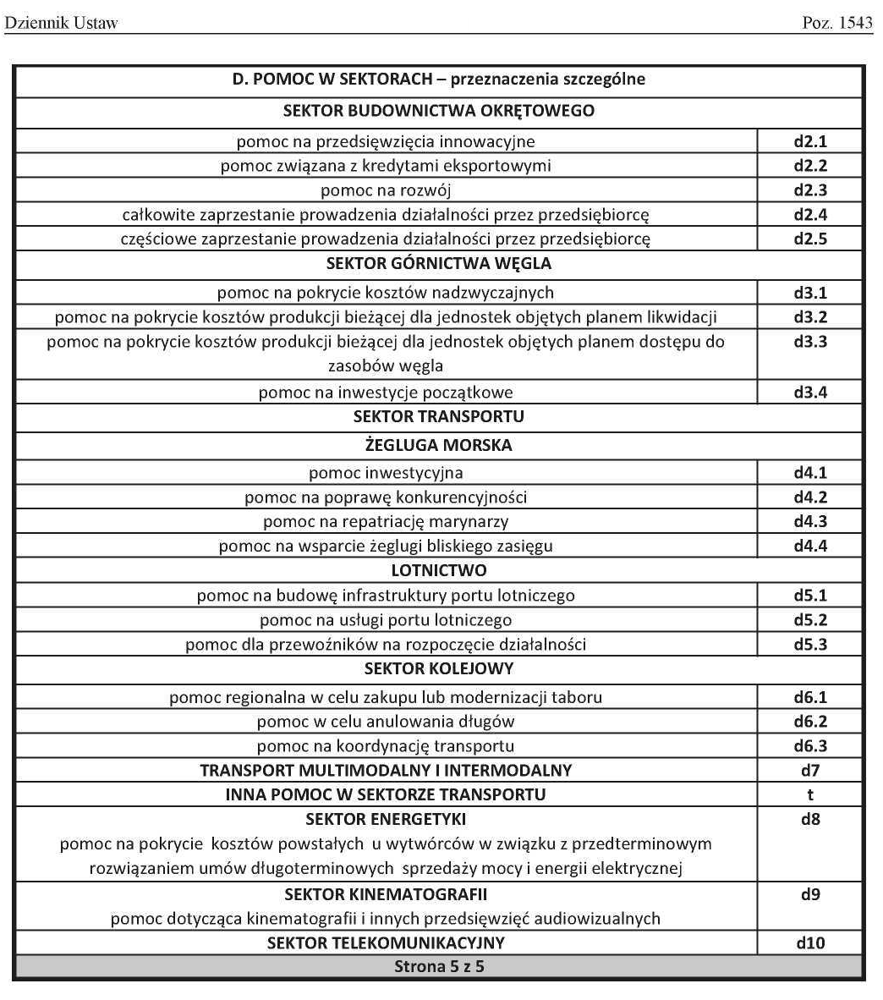 Dziennik Ustaw
Poz. 1543
D. POMOC W SEKTORACH – przeznaczenia szczególne
SEKTOR BUDOWNICTWA OKRĘTOWEGO
pomoc na przedsięwzięcia innowacyjne d2.1
pomoc związana z kredytami eksportowymi d2.2
pomoc na rozwój d2.3
całkowite zaprzestanie prowadzenia działalności przez przedsiębiorcę d2.4
częściowe zaprzestanie prowadzenia działalności przez przedsiębiorcę d2.5
SEKTOR GÓRNICTWA WĘGLA
pomoc na pokrycie kosztów nadzwyczajnych d3.1
pomoc na pokrycie kosztów produkcji bieżącej dla jednostek objętych planem likwidacji d3.2
pomoc na pokrycie kosztów produkcji bieżącej dla jednostek objętych planem dostępu do d3.3
zasobów węgla
pomoc na inwestycje początkowe d3.4
SEKTOR TRANSPORTU
ŻEGLUGA MORSKA
pomoc inwestycyjna d4.1
pomoc na poprawę konkurencyjności d4.2
pomoc na repatriację marynarzy d4.3
pomoc na wsparcie żeglugi bliskiego zasięgu d4.4
LOTNICTWO
pomoc na budowę infrastruktury portu lotniczego d5.1
pomoc na usługi portu lotniczego d5.2
pomoc dla przewoźników na rozpoczęcie działalności d5.3
SEKTOR KOLEJOWY
pomoc regionalna w celu zakupu lub modernizacji taboru d6.1
pomoc w celu anulowania długów d6.2
pomoc na koordynację transportu d6.3
TRANSPORT MULTIMODALNY I INTERMODALNY d7
INNA POMOC W SEKTORZE TRANSPORTU t
SEKTOR ENERGETYKI d8
pomoc na pokrycie kosztów powstałych u wytwórców w związku z przedterminowym
rozwiązaniem umów długoterminowych sprzedaży mocy i energii elektrycznej
SEKTOR KINEMATOGRAFII d9
pomoc dotycząca kinematografii i innych przedsięwzięć audiowizualnych
SEKTOR TELEKOMUNIKACYJNY d10
Strona 5 z 5